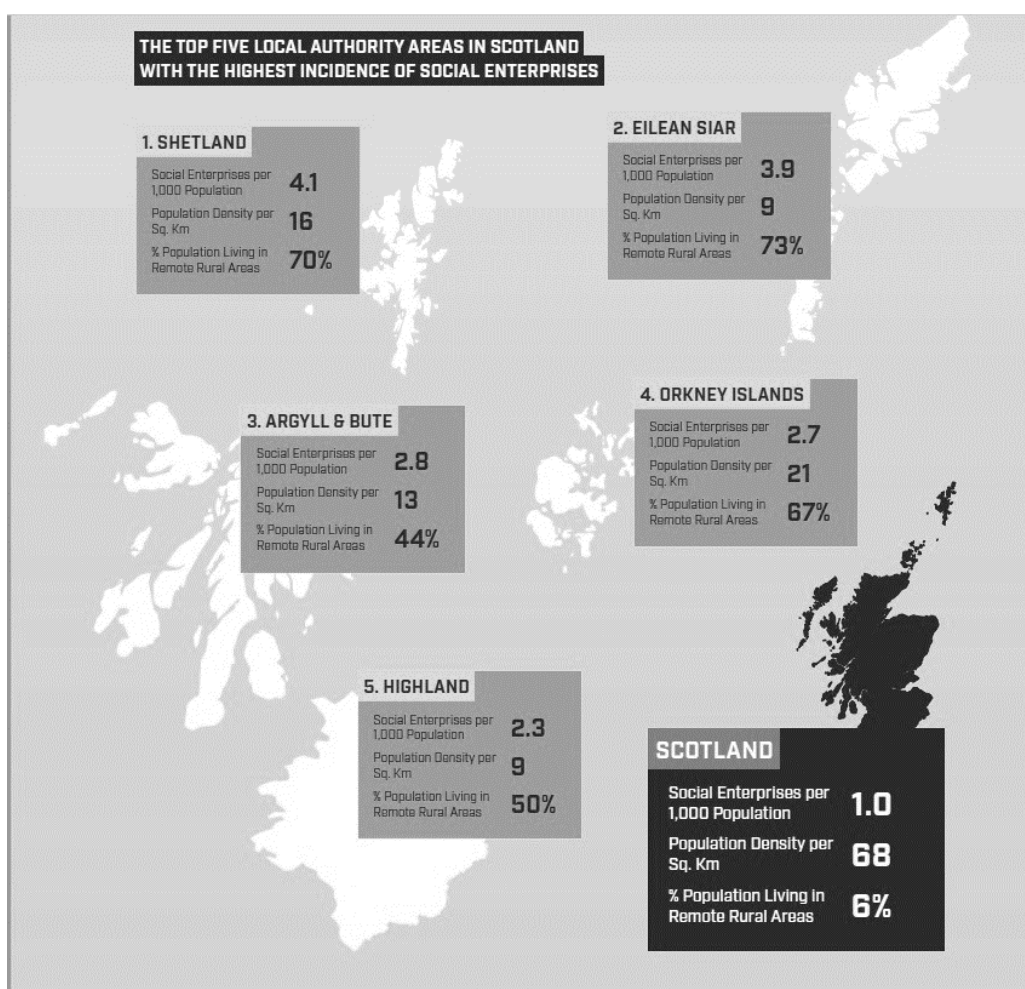 THE TOP FIVE LOCAL AUTHORITY AREAS IN SCOTLAND
WITH THE HIGHEST INCIDENCE OF SOCIAL ENTERPRISES
1. SHETLAND
Social Enterprises per
1,000 Population
4.1
Population Density per
Sq. Km
16
% Population Living in
Remote Rural Areas
70%
2. EILEAN SIAR
Social Enterprises per
1,000 Population
3.9
Population Density per
Sq. Km
9
% Population Living in
Remote Rural Areas
73%
3. ARGYLL & BUTE
Social Enterprises per
1,000 Population
2.8
Population Density per
Sq. Km
13
% Population Living in
Remote Rural Areas
44%
4. ORKNEY ISLANDS
Social Enterprises per
1,000 Population
2.7
Population Density per
Sq. Km
21
% Population Living in
Remote Rural Areas
67%
5. HIGHLAND
Social Enterprises per
1,000 Population
2.3
Population Density per
Sq. Km
9
% Population Living in
Remote Rural Areas
50%
SCOTLAND
Social Enterprises per
1,000 Population
1.0
Population Density per
Sq. Km
68
% Population Living in
Remote Rural Areas
6%